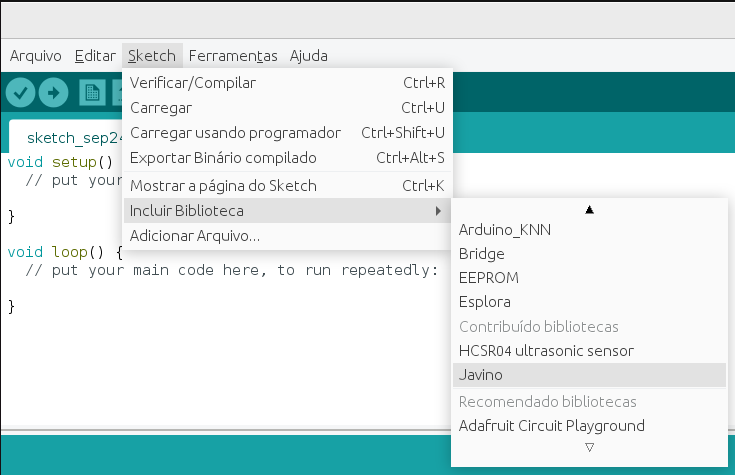 Arquivo Editar Sketch Ferramentas Ajuda
Verificar/Compilar Ctrl+R
Carregar Ctrl+U
Carregar usando programador Ctrl+Shift+U
Exportar Binário compilado Ctrl+Alt+S
Mostrar a página do Sketch Ctrl+K
Incluir Biblioteca
Adicionar Arquivo...
Arduino_KNN
Bridge
EEPROM
Esplora
Contribuído bibliotecas
HCSR04 ultrasonic sensor
Javino
Recomendado bibliotecas
Adafruit Circuit Playground
sketch_sep24
void setup()
// put your
}
void loop() {
// put your main code here, to run repeatedly:
}